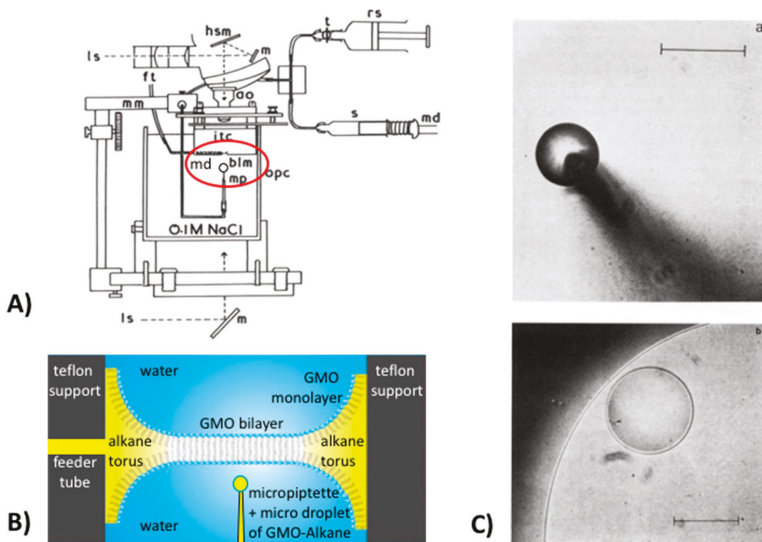 hsm
ls
m
t
rs
ft
ao
mm
s
md
itc
md
blm
opc
mp
0·1M NaCl
ls
m
A)
teflon
support
water
GMO
monolayer
teflon
support
GMO bilayer
alkane
torus
alkane
torus
feeder
tube
micropiptette
+ micro droplet
of GMO-Alkane
water
B)
a
b
C)